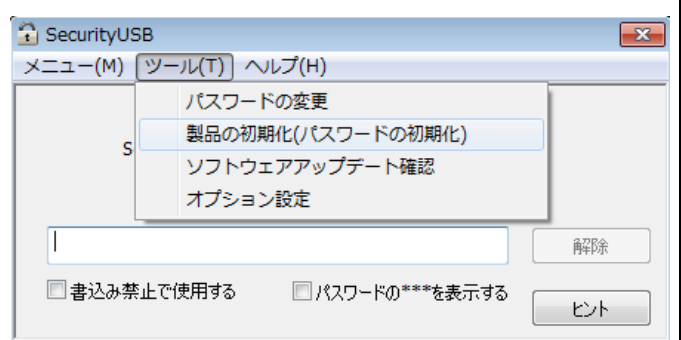 SecurityUSB
メニュー(M) ツール(T) ヘルプ(H)
パスワードの変更
製品の初期化(パスワードの初期化)
S
ソフトウェアアップデート確認
オプション設定
解除
書込み禁止で使用する パスワードの***を表示する
ヒント